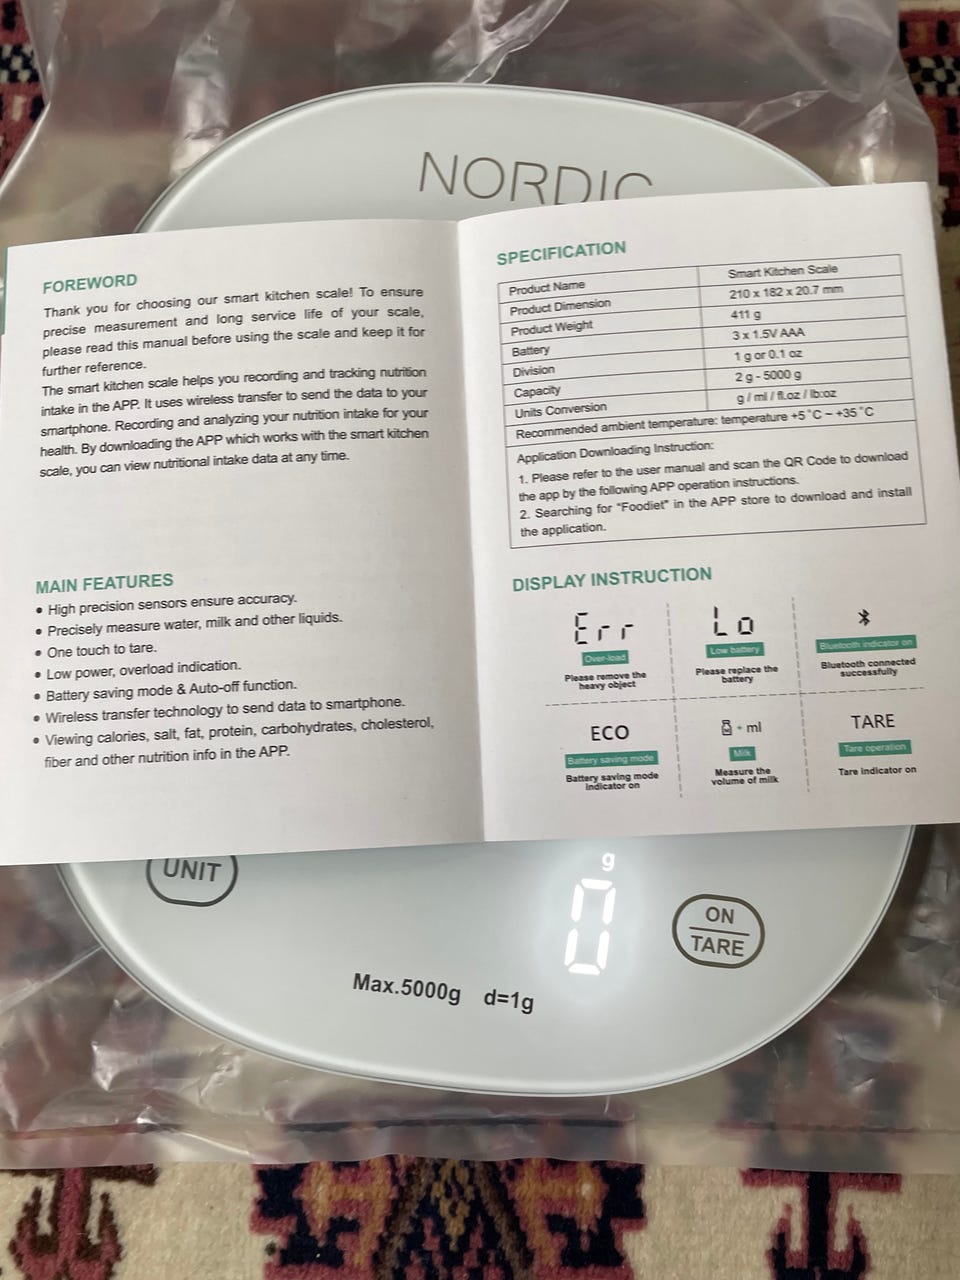 NORDIC
FOREWORD
Thank you for choosing our smart kitchen scale! To ensure
precise measurement and long service life of your scale,
please read this manual before using the scale and keep it for
further reference.
The smart kitchen scale helps you recording and tracking nutrition
intake in the APP. It uses wireless transfer to send the data to your
smartphone. Recording and analyzing your nutrition intake for your
health. By downloading the APP which works with the smart kitchen
scale, you can view nutritional intake data at any time.
MAIN FEATURES
• High precision sensors ensure accuracy.
• Precisely measure water, milk and other liquids.
• One touch to tare.
• Low power, overload indication.
• Battery saving mode & Auto-off function.
• Wireless transfer technology to send data to smartphone.
• Viewing calories, salt, fat, protein, carbohydrates, cholesterol,
fiber and other nutrition info in the APP.
SPECIFICATION
Product Name Smart Kitchen Scale
Product Dimension 210 x 182 x 20.7 mm
Product Weight 411 g
Battery 3 x 1.5V AAA
Division 1 g or 0.1 oz
Capacity 2 g - 5000 g
Units Conversion g / ml / fl.oz / lb:oz
Recommended ambient temperature: temperature +5˚C ~ +35˚C
Application Downloading Instruction:
1. Please refer to the user manual and scan the QR Code to download
the app by the following APP operation instructions.
2. Searching for "Foodiet" in the APP store to download and install
the application.
DISPLAY INSTRUCTION
Err Lo
Over-load Low battery Bluetooth indicator on
Please remove the Please replace the Bluetooth connected
heavy object battery successfully
ECO - ml TARE
Battery saving mode Milk Tare operation
Battery saving mode Measure the Tare indicator on
indicator on volume of milk
UNIT
g
0
ON
TARE
Max.5000g d=1g